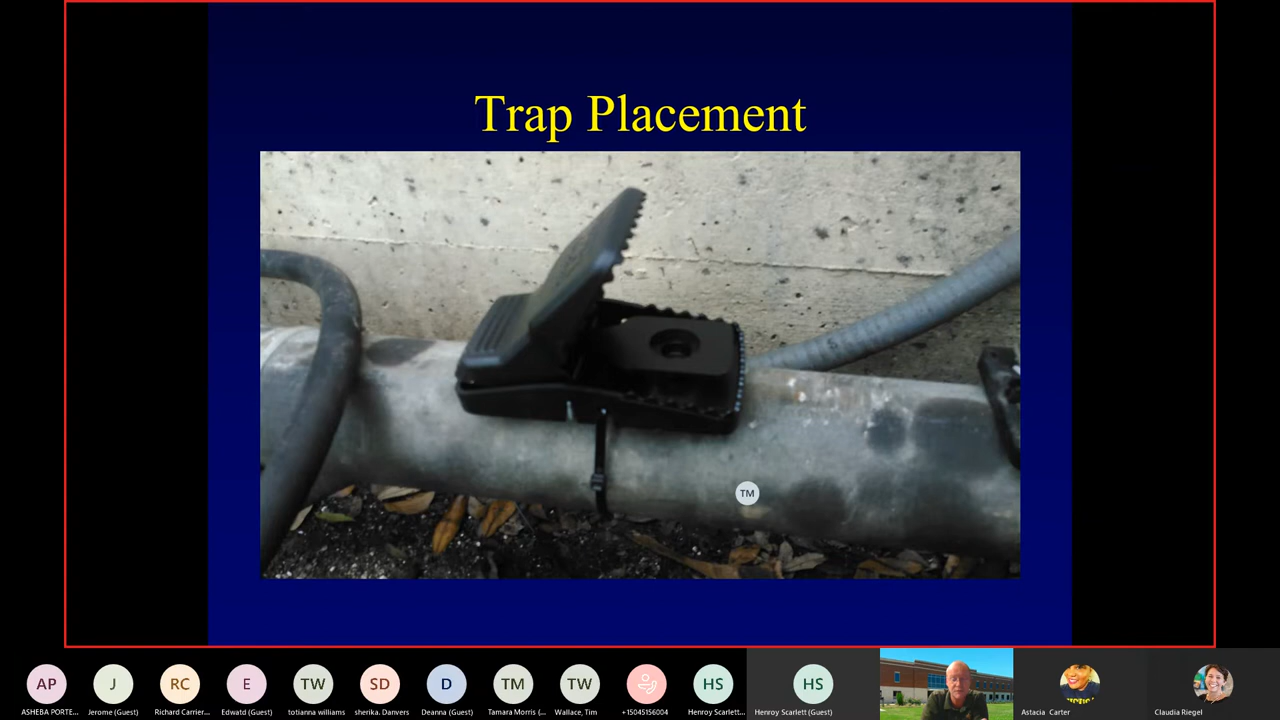 Trap Placement
TM
AP
J
RC
E
TW
SD
D
TM
TW
HS
HS
ASHEBA PORTE...
Jerome (Guest)
Richard Carrier...
Edwatd (Guest)
totianna williams
sherika. Danvers
Deanna (Guest)
Tamara Morris (...
Wallace, Tim
+15045156004
Henroy Scarlett...
Henroy Scarlett (Guest)
Astacia Carter
Claudia Riegel